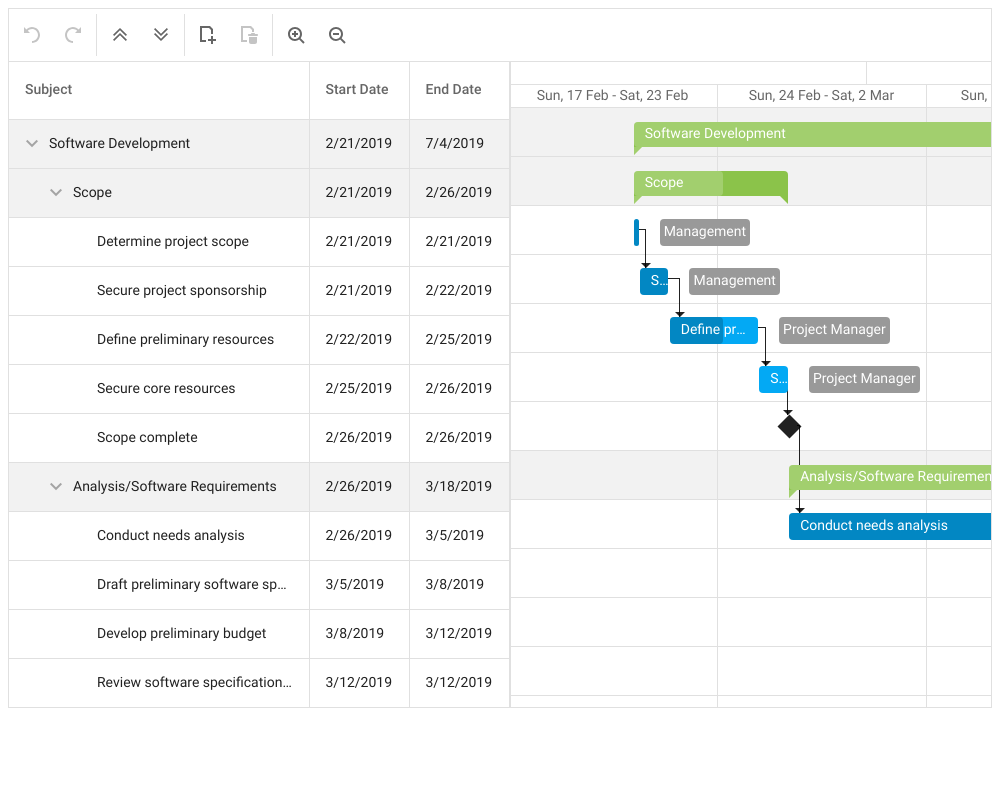 Subject Start Date End Date
Sun, 17 Feb - Sat, 23 Feb Sun, 24 Feb - Sat, 2 Mar Sun,
Software Development 2/21/2019 7/4/2019 Software Development
Scope 2/21/2019 2/26/2019 Scope
Determine project scope 2/21/2019 2/21/2019 Management
Secure project sponsorship 2/21/2019 2/22/2019 S... Management
Define preliminary resources 2/22/2019 2/25/2019 Define pr... Project Manager
Secure core resources 2/25/2019 2/26/2019 S... Project Manager
Scope complete 2/26/2019 2/26/2019
Analysis/Software Requirements 2/26/2019 3/18/2019 Analysis/Software Requiremen
Conduct needs analysis 2/26/2019 3/5/2019 Conduct needs analysis
Draft preliminary software sp... 3/5/2019 3/8/2019
Develop preliminary budget 3/8/2019 3/12/2019
Review software specification... 3/12/2019 3/12/2019